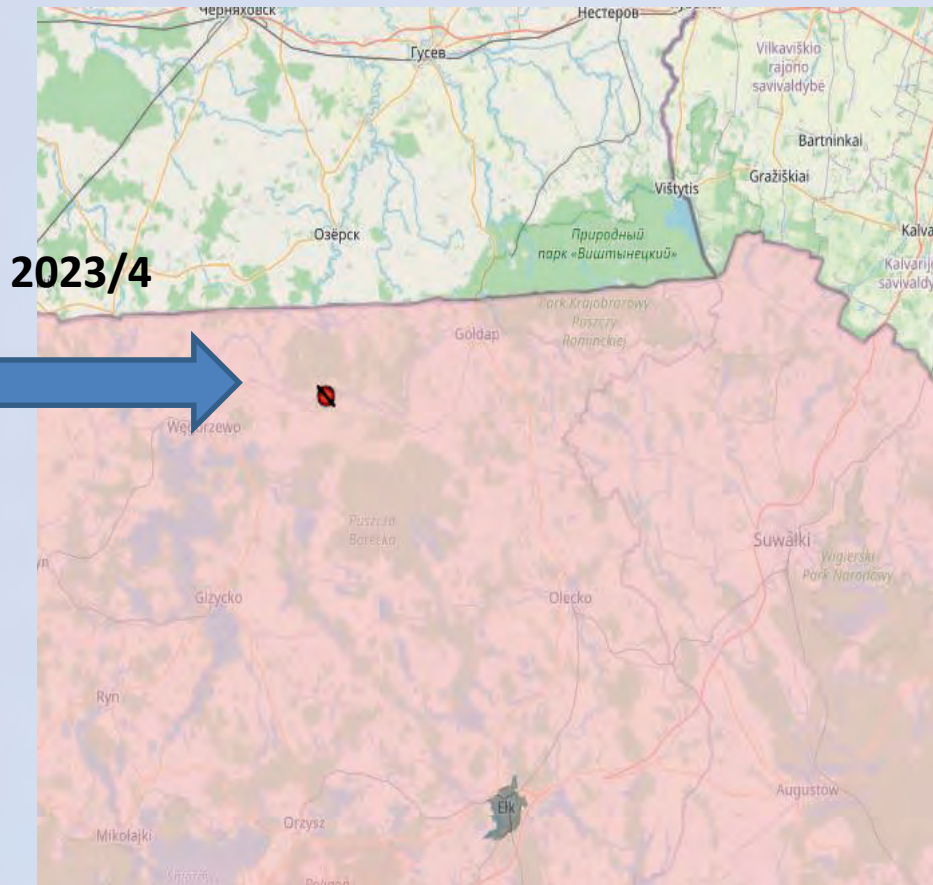 Черняховск
Нестеров
Гусев
Vilkaviškio
rajono
savivaldybė
Bartninkai
Vištytis
Gražiškiai
Озёрск
Природный
парк «Виштынецкий»
Kalva
Kalvarij
savivaldy
2023/4
Park Krajobrazowy
Puszczy
Rominckiej
Gołdap
Węgorzewo
Puszcza
Borecka
Suwałki
Wigierski
Park Narodowy
yn
Giżycko
Olecko
Ryn
Augustów
Ełk
Orzysz
Mikołajki